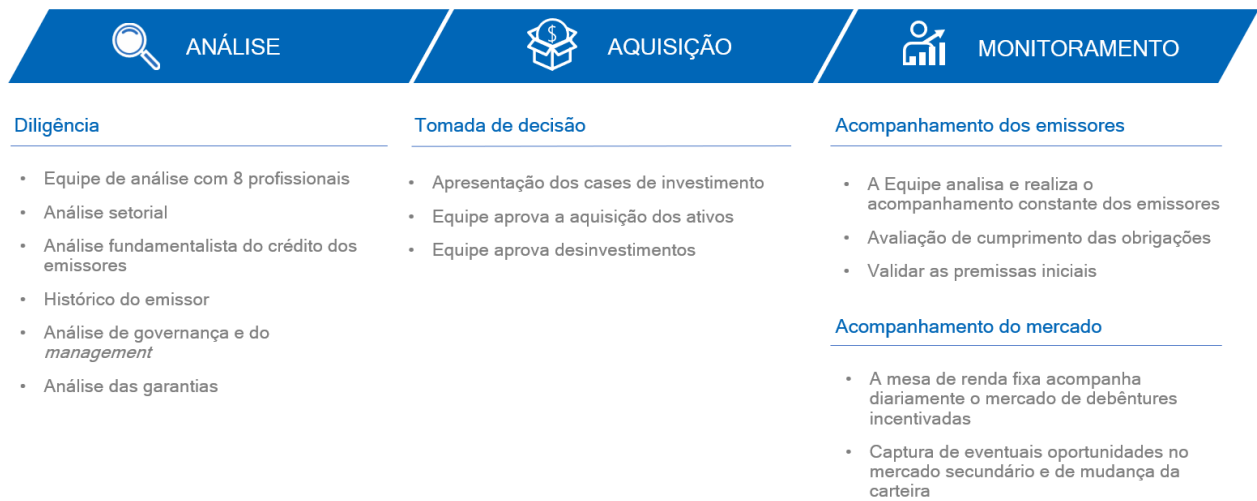 ANÁLISE
AQUISIÇÃO
MONITORAMENTO
Diligência
• Equipe de análise com 8 profissionais
• Análise setorial
• Análise fundamentalista do crédito dos
emissores
• Histórico do emissor
• Análise de governança e do
management
• Análise das garantias
Tomada de decisão
• Apresentação dos cases de investimento
• Equipe aprova a aquisição dos ativos
• Equipe aprova desinvestimentos
Acompanhamento dos emissores
• A Equipe analisa e realiza o
acompanhamento constante dos emissores
• Avaliação de cumprimento das obrigações
• Validar as premissas iniciais
Acompanhamento do mercado
• A mesa de renda fixa acompanha
diariamente o mercado de debêntures
incentivadas
• Captura de eventuais oportunidades no
mercado secundário e de mudança da
carteira